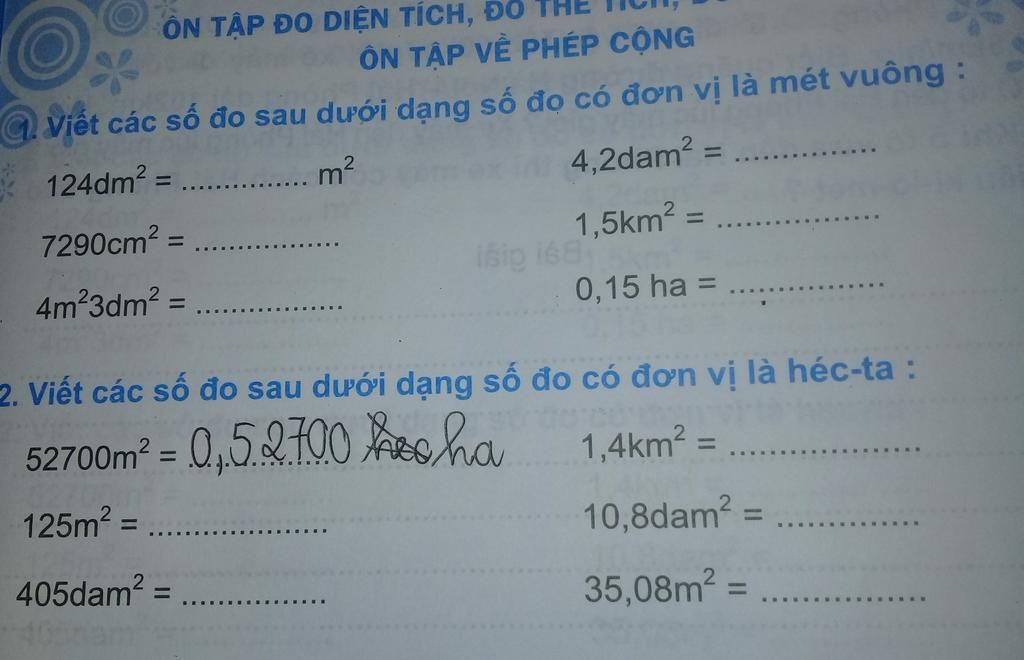 ÔN TẬP ĐO DIỆN TÍCH, ĐO THỂ TÍCH,
ÔN TẬP VỀ PHÉP CỘNG
1. Viết các số đo sau dưới dạng số đo có đơn vị là mét vuông :
124dm² = ............... m² 4,2dam² = ...............
7290cm² = ............... 1,5km² = ...............
4m²3dm² = ............... 0,15 ha = ...............
2. Viết các số đo sau dưới dạng số đo có đơn vị là héc-ta :
52700m² = 0,52700 ha 1,4km² = ...............
125m² = ............... 10,8dam² = ...............
405dam² = ............... 35,08m² = ...............